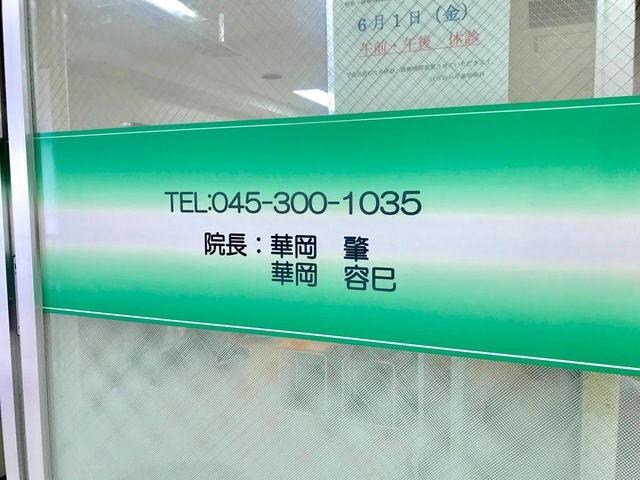 6月1日（金）
午前・午後 休診
TEL:045-300-1035
院長：華岡 肇
華岡 容巳